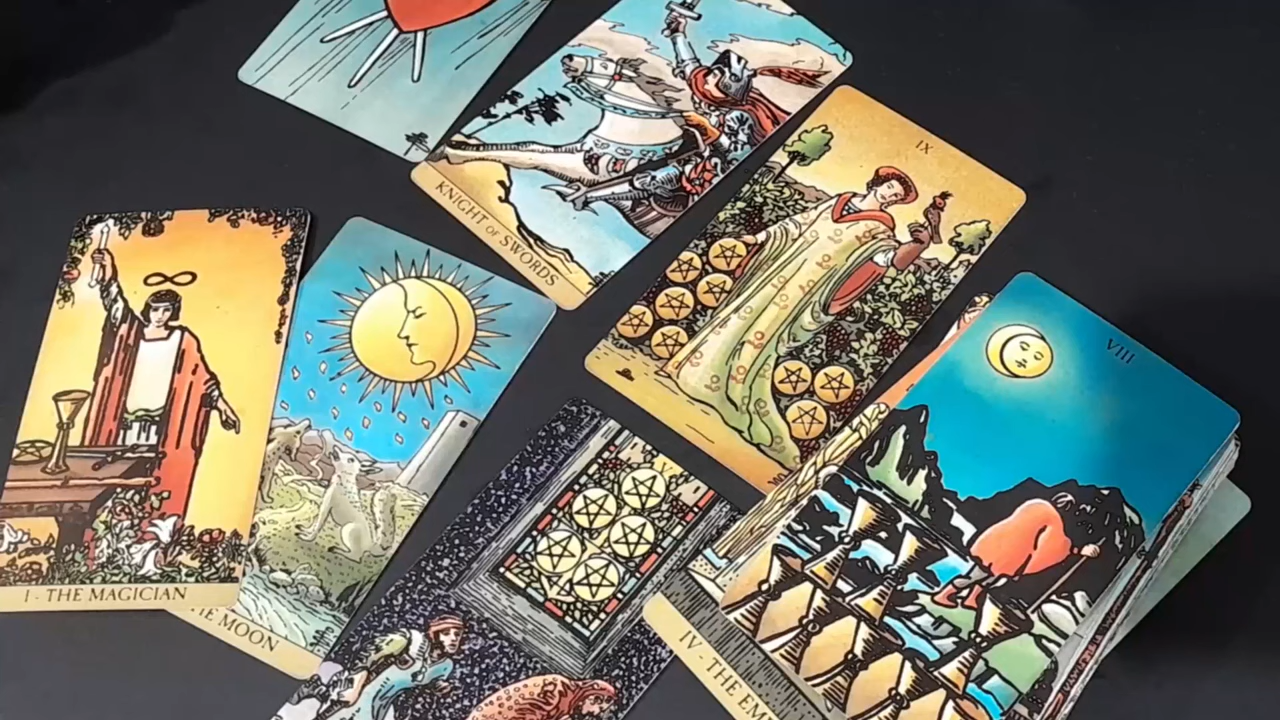 KNIGHT OF SWORDS
IX
VIII
I - THE MAGICIAN
THE MOON
IV - THE EM